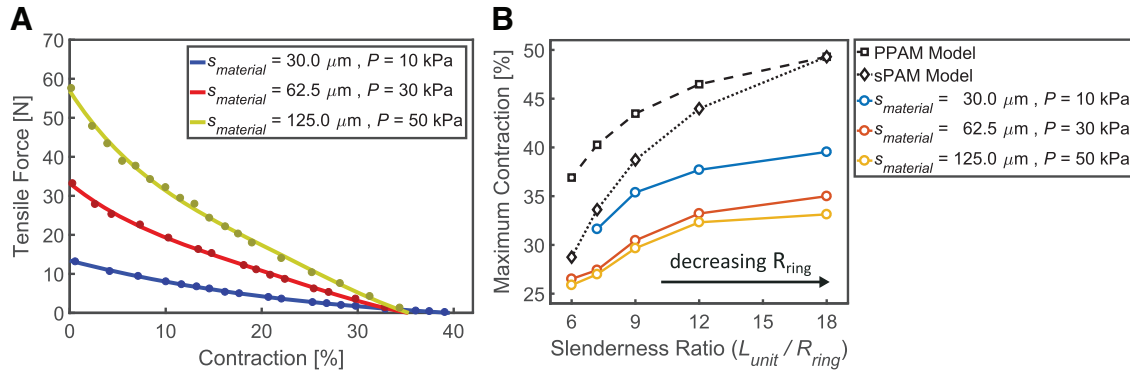 A
Tensile Force [N]
70
60
50
40
30
20
10
0
0 10 20 30 40
Contraction [%]
s_material = 30.0 μm , P = 10 kPa
s_material = 62.5 μm , P = 30 kPa
s_material = 125.0 μm , P = 50 kPa
B
Maximum Contraction [%]
50
45
40
35
30
25
6 9 12 15 18
Slenderness Ratio (L_unit / R_ring)
decreasing R_ring
PPAM Model
sPAM Model
s_material = 30.0 μm , P = 10 kPa
s_material = 62.5 μm , P = 30 kPa
s_material = 125.0 μm , P = 50 kPa